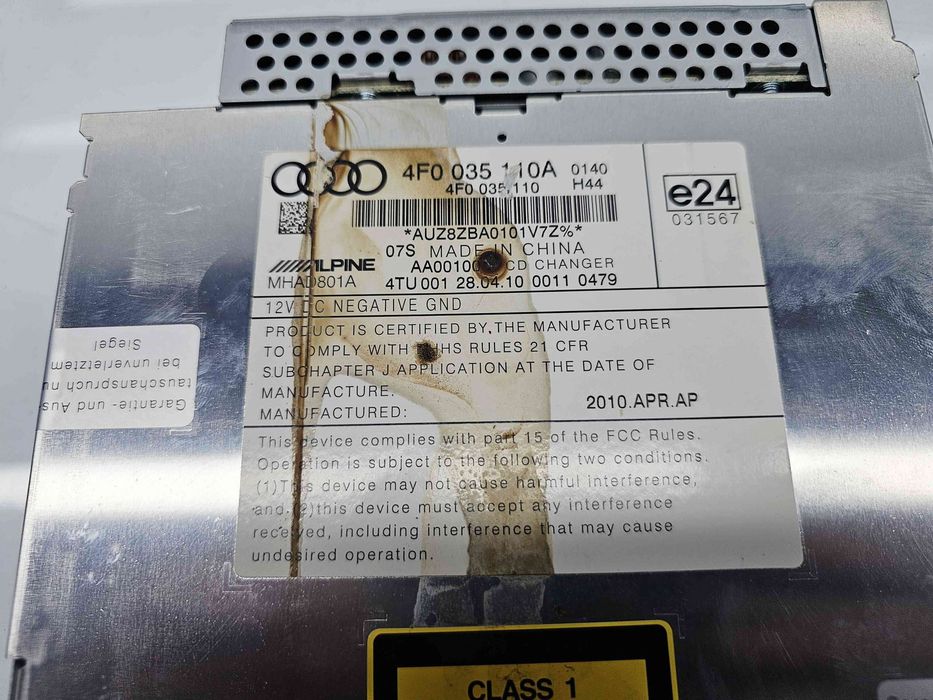 4F0 035 110A 0140
4F0 035 110 H44
*AUZ8ZBA0101V7Z%*
07S MADE IN CHINA
ALPINE CD CHANGER
MHAD801A 4TU 001 28.04.10 0011 0479
e24
031567
12V DC NEGATIVE GND
PRODUCT IS CERTIFIED BY, THE MANUFACTURER
TO COMPLY WITH RULES 21 CFR
SUBCHAPTER J APPLICATION AT THE DATE OF
MANUFACTURE.
MANUFACTURED: 2010.APR.AP
This device complies with part 15 of the FCC Rules.
Operation is subject to the following two conditions.
(1)This device may not cause harmful interference,
and (2)this device must accept any interference
received, including interference that may cause
undesired operation.
Garantie- und Aus-
tauschanspruch nu
bei unverletztem
Siegel
CLASS 1